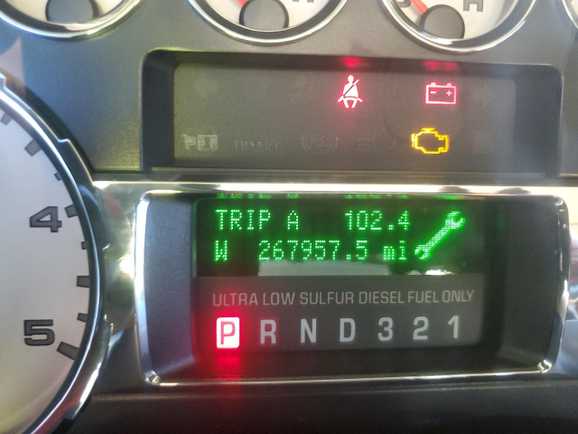 H
TRIP A 102.4
W 267957.5 mi
4
ULTRA LOW SULFUR DIESEL FUEL ONLY
5
P R N D 3 2 1